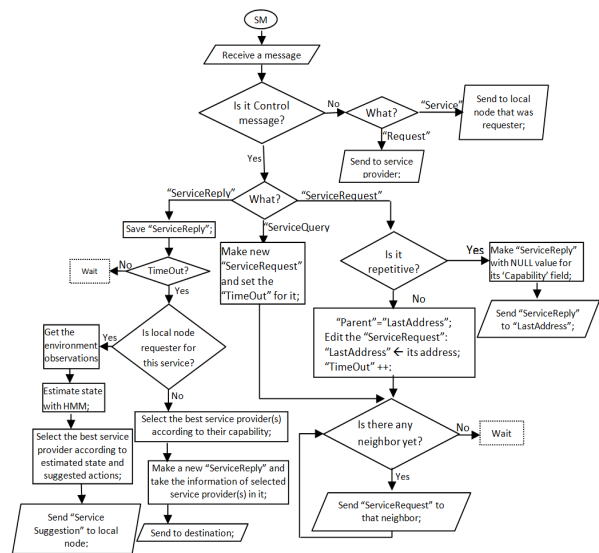 SM
Receive a message
Is it Control
message?
No
What?
"Service"
Send to local
node that was
requester;
"Request"
Send to service
provider;
Yes
"ServiceReply"
What?
"ServiceRequest"
"ServiceQuery
Save "ServiceReply";
No
TimeOut?
Wait
Yes
Make new
"ServiceRequest"
and set the
"TimeOut" for it;
Is it
repetitive?
Yes
Make "ServiceReply"
with NULL value for
its 'Capability' field;
Send "ServiceReply"
to "LastAddress";
No
"Parent"="LastAddress";
Edit the "ServiceRequest":
"LastAddress" ← its address;
"TimeOut" ++;
Is local node
requester for
this service?
Yes
Get the
environment
observations
Estimate state
with HMM;
Select the best service
provider according to
estimated state and
suggested actions;
Send "Service
Suggestion" to local
node;
No
Select the best service provider(s)
according to their capability;
Make a new "ServiceReply" and
take the information of selected
service provider(s) in it;
Send to destination;
Is there any
neighbor yet?
No
Wait
Yes
Send "ServiceRequest" to
that neighbor;